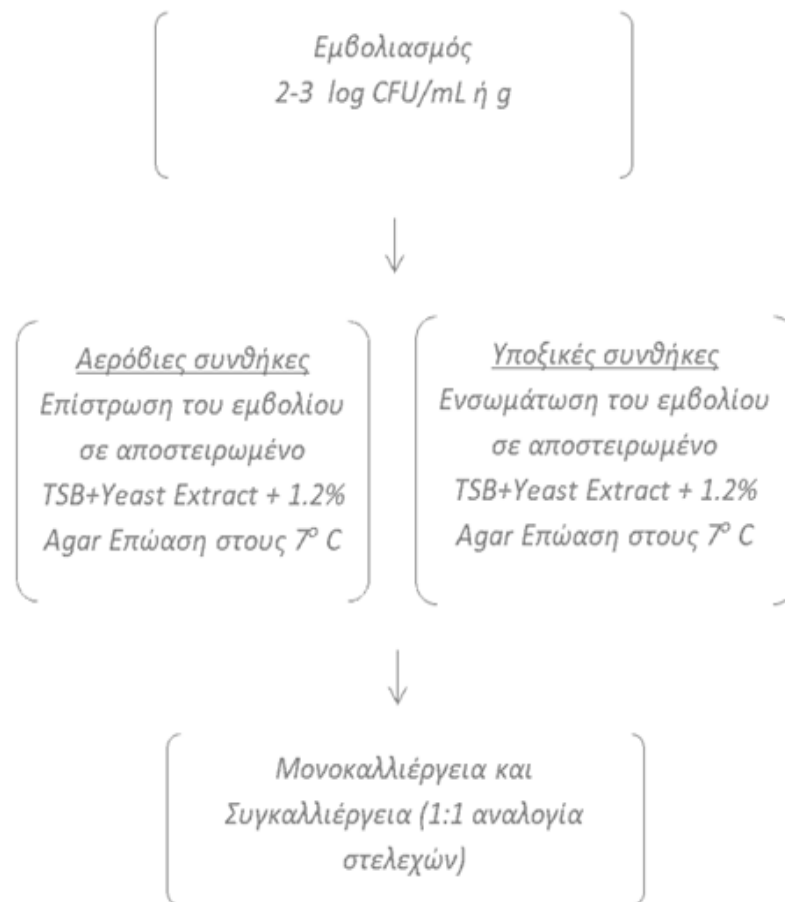 Εμβολιασμός
2-3 log CFU/mL ή g
Αερόβιες συνθήκες
Επίστρωση του εμβολίου
σε αποστειρωμένο
TSB+Yeast Extract + 1.2%
Agar Επώαση στους 7° C
Υποξικές συνθήκες
Ενσωμάτωση του εμβολίου
σε αποστειρωμένο
TSB+Yeast Extract + 1.2%
Agar Επώαση στους 7° C
Μονοκαλλιέργεια και
Συγκαλλιέργεια (1:1 αναλογία
στελεχών)